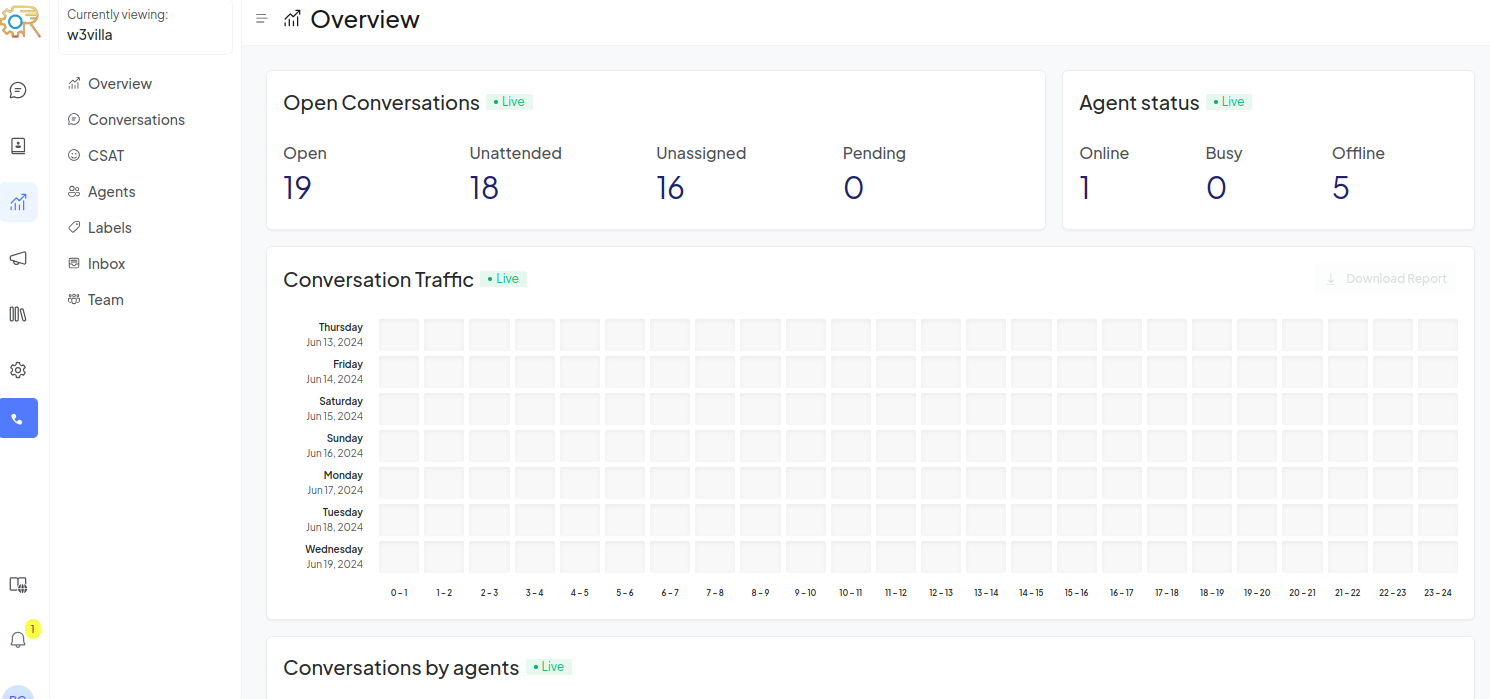 Currently viewing:
w3villa
Overview
Conversations
CSAT
Agents
Labels
Inbox
Team
1
Overview
Open Conversations • Live
Open Unattended Unassigned Pending
19 18 16 0
Agent status • Live
Online Busy Offline
1 0 5
Conversation Traffic • Live
Download Report
Thursday
Jun 13, 2024
Friday
Jun 14, 2024
Saturday
Jun 15, 2024
Sunday
Jun 16, 2024
Monday
Jun 17, 2024
Tuesday
Jun 18, 2024
Wednesday
Jun 19, 2024
0 – 1 1 – 2 2 – 3 3 – 4 4 – 5 5 – 6 6 – 7 7 – 8 8 – 9 9 – 10 10 – 11 11 – 12 12 – 13 13 – 14 14 – 15 15 – 16 16 – 17 17 – 18 18 – 19 19 – 20 20 – 21 21 – 22 22 – 23 23 – 24
Conversations by agents • Live